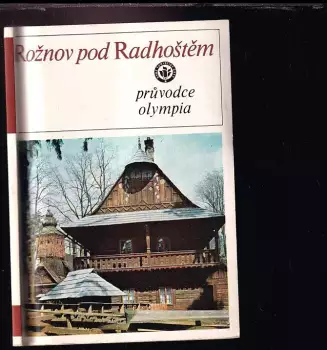 Rožnov pod Radhoštěm
průvodce
olympia